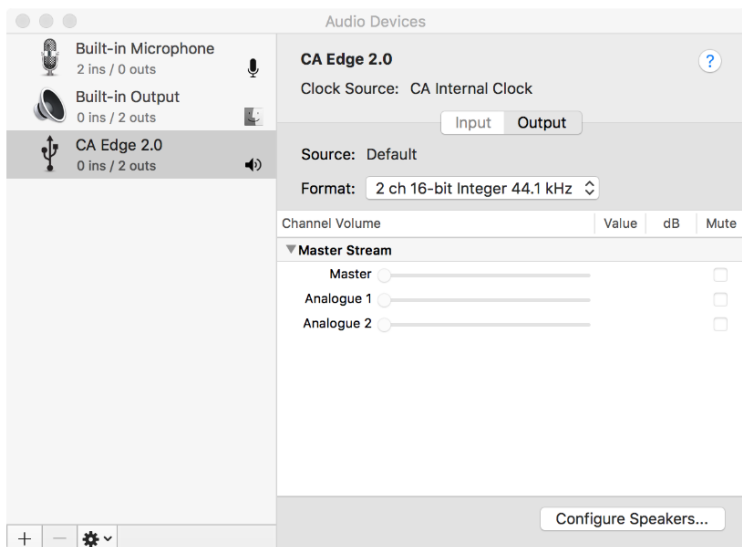 Audio Devices
Built-in Microphone
2 ins / 0 outs
Built-in Output
0 ins / 2 outs
CA Edge 2.0
0 ins / 2 outs
CA Edge 2.0
?
Clock Source: CA Internal Clock
Input Output
Source: Default
Format: 2 ch 16-bit Integer 44.1 kHz
Channel Volume Value dB Mute
Master Stream
Master
Analogue 1
Analogue 2
Configure Speakers...